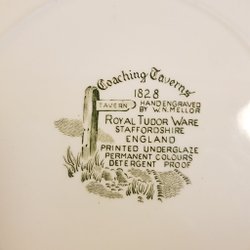 Coaching Taverns
1828
TAVERN
HAND ENGRAVED
BY W.N. MELLOR
ROYAL TUDOR WARE
STAFFORDSHIRE
ENGLAND
PRINTED UNDERGLAZE
PERMANENT COLOURS
DETERGENT PROOF